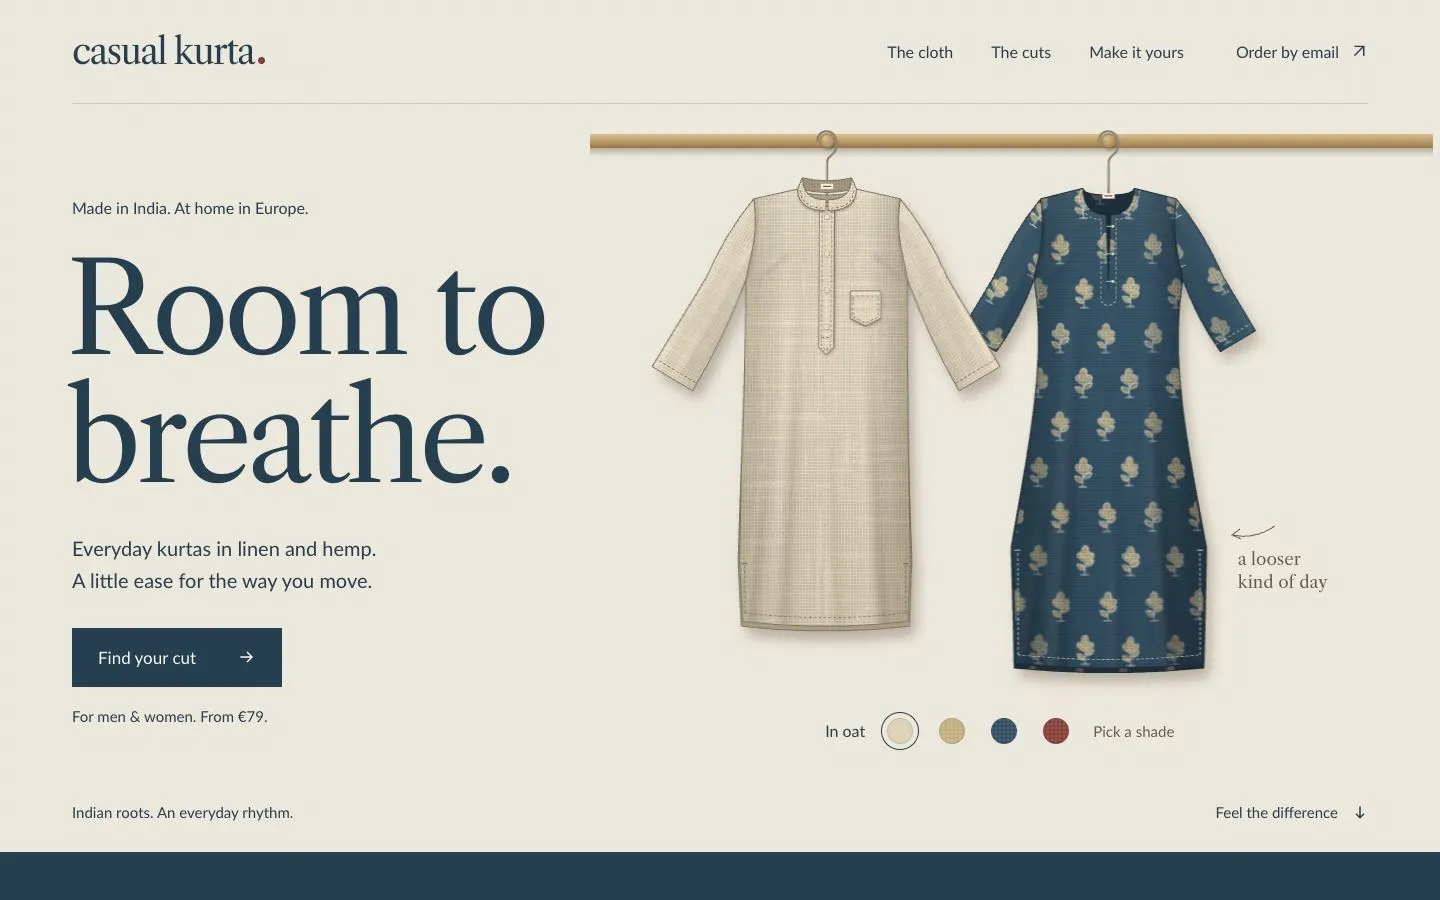 casual kurta.
The cloth
The cuts
Make it yours
Order by email
Made in India. At home in Europe.
Room to
breathe.
Everyday kurtas in linen and hemp.
A little ease for the way you move.
Find your cut
For men & women. From €79.
a looser
kind of day
In oat
Pick a shade
Indian roots. An everyday rhythm.
Feel the difference